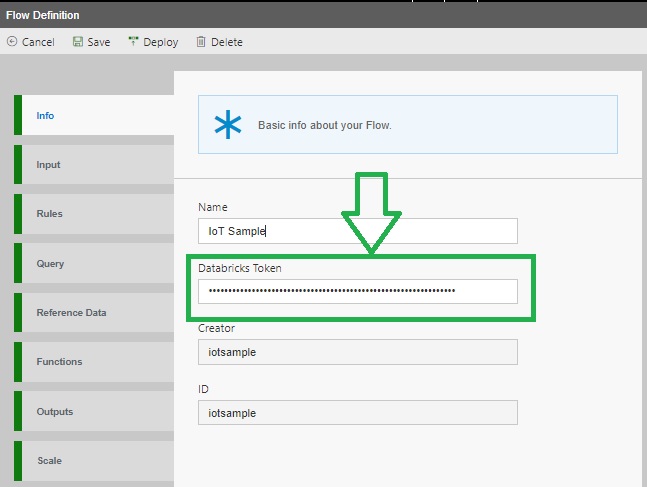 Flow Definition
Cancel Save Deploy Delete
Info
Basic info about your Flow.
Input
Rules
Name
IoT Sample
Query
Databricks Token
••••••••••••••••••••••••••••••••••••••••••••••••••••••••••••••
Reference Data
Creator
iotsample
Functions
ID
Outputs
iotsample
Scale